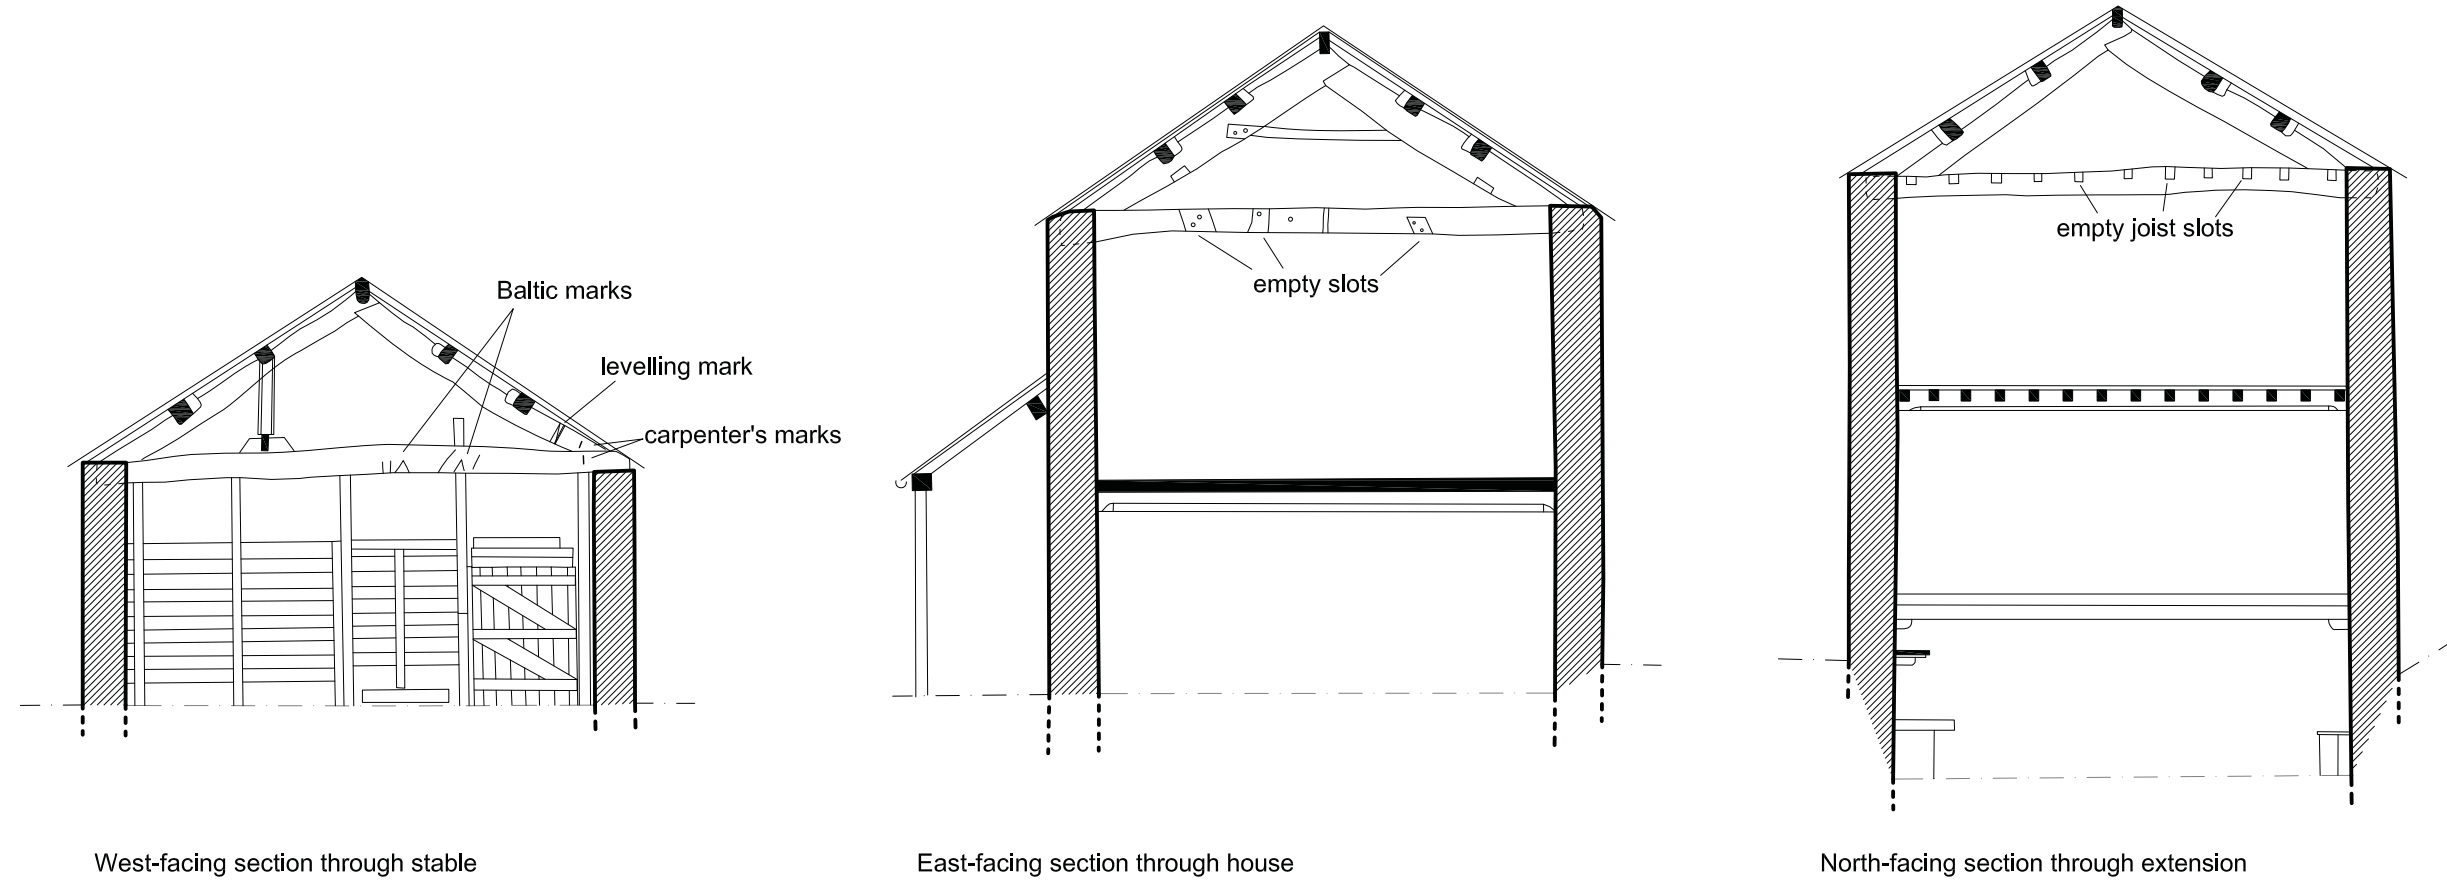 Baltic marks
levelling mark
carpenter's marks
empty slots
empty joist slots
West-facing section through stable
East-facing section through house
North-facing section through extension